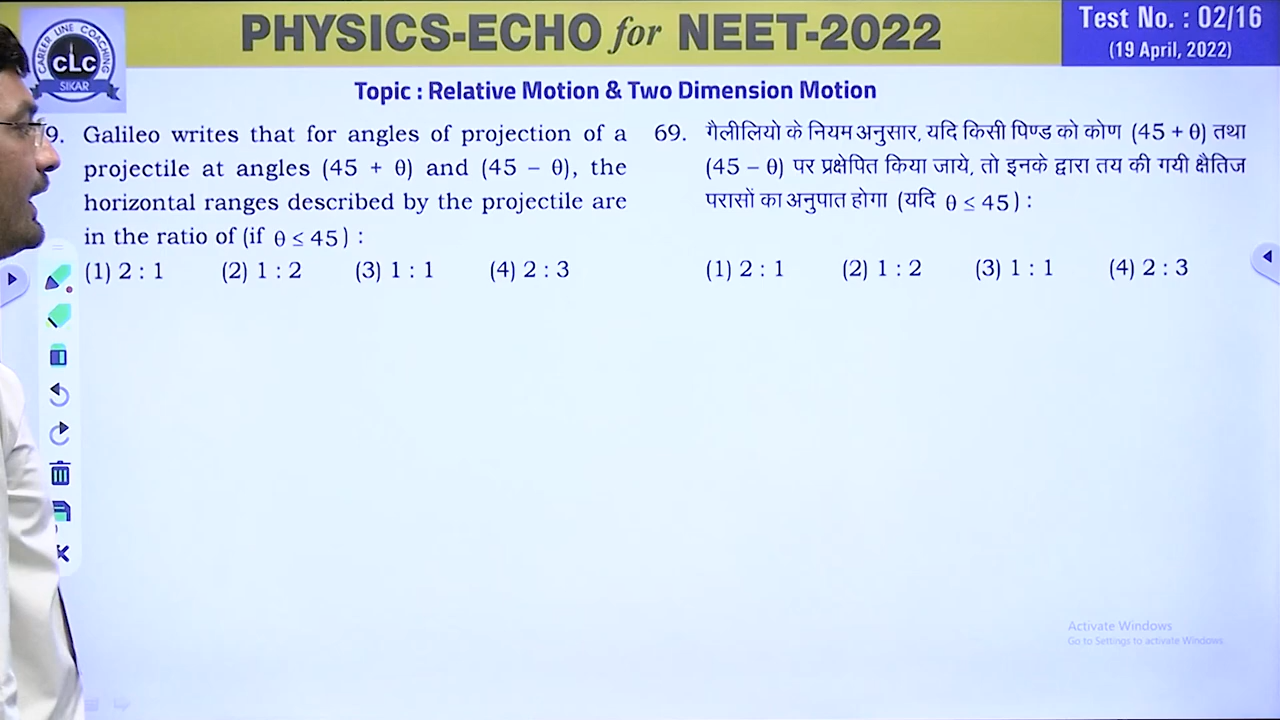 PHYSICS-ECHO for NEET-2022
Test No. : 02/16
(19 April, 2022)
CAREER LINE COACHING
CLC
SIKAR
Topic : Relative Motion & Two Dimension Motion
9. Galileo writes that for angles of projection of a
projectile at angles (45 + θ) and (45 – θ), the
horizontal ranges described by the projectile are
in the ratio of (if θ ≤ 45) :
(1) 2 : 1 (2) 1 : 2 (3) 1 : 1 (4) 2 : 3
69. गैलीलियो के नियम अनुसार, यदि किसी पिण्ड को कोण (45 + θ) तथा
(45 – θ) पर प्रक्षेपित किया जाये, तो इनके द्वारा तय की गयी क्षैतिज
परासों का अनुपात होगा (यदि θ ≤ 45) :
(1) 2 : 1 (2) 1 : 2 (3) 1 : 1 (4) 2 : 3
Activate Windows
Go to Settings to activate Windows.